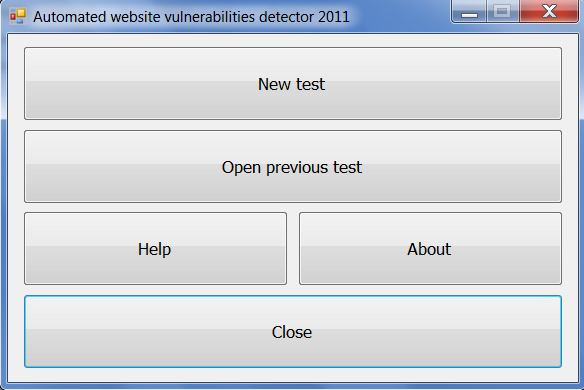 Automated website vulnerabilities detector 2011
New test
Open previous test
Help
About
Close